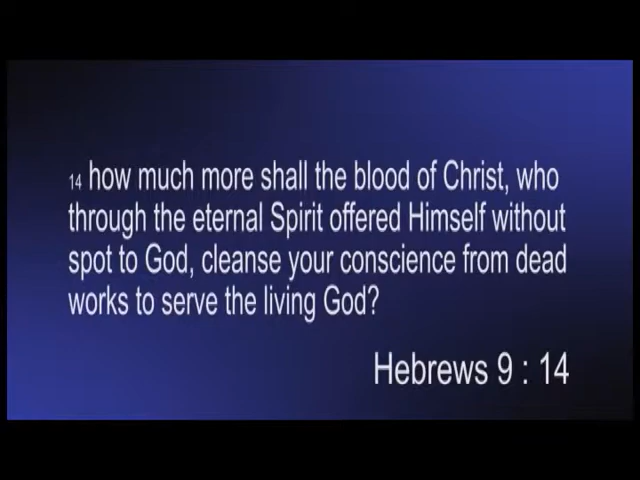 14 how much more shall the blood of Christ, who
through the eternal Spirit offered Himself without
spot to God, cleanse your conscience from dead
works to serve the living God?
Hebrews 9 : 14